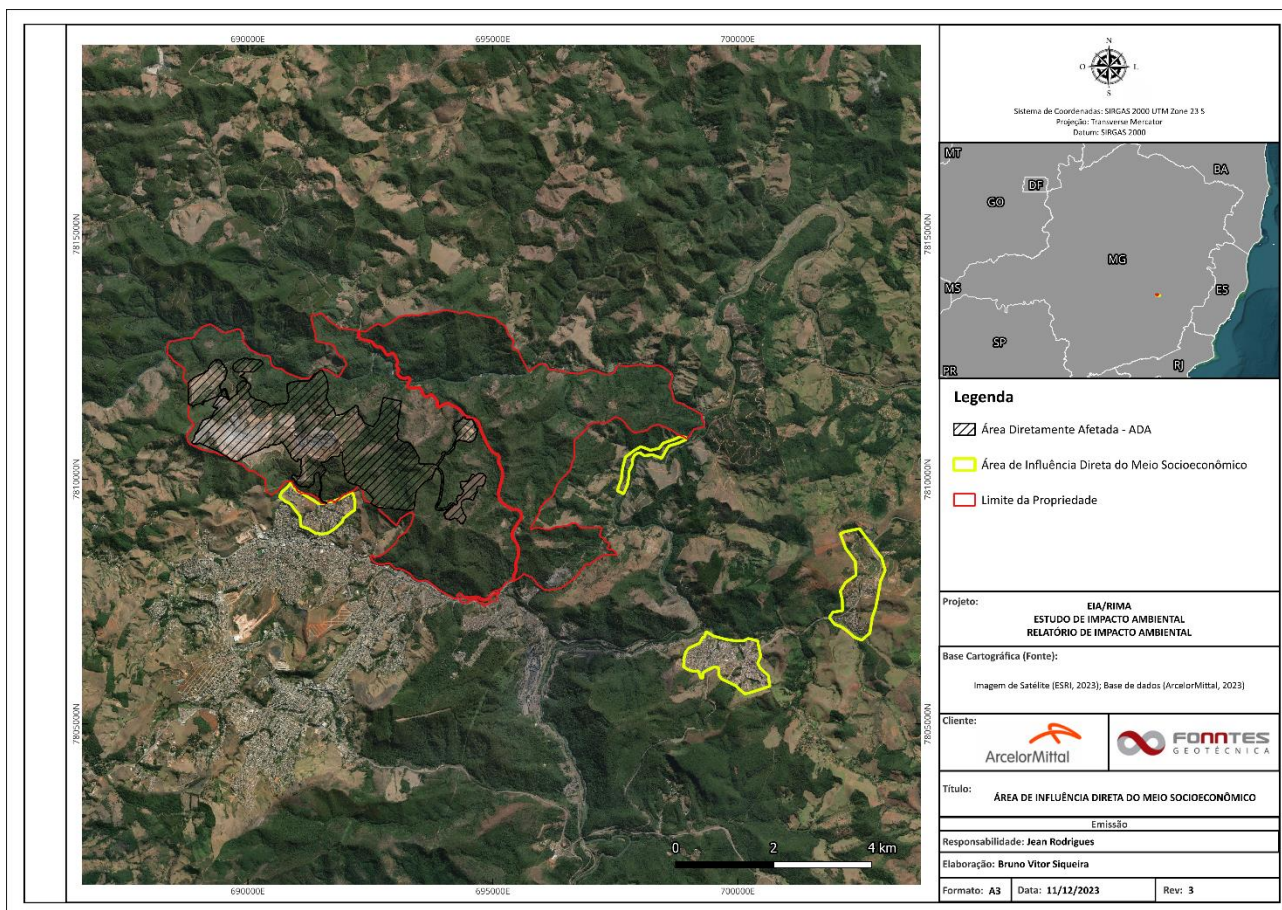 690000E 695000E 700000E
7815000N 7815000N
7810000N 7810000N
7805000N 7805000N
0 2 4 km
690000E 695000E 700000E
N
O L
S
Sistema de Coordenadas: SIRGAS 2000 UTM Zone 23 S
Projeção: Transverse Mercator
Datum: SIRGAS 2000
MT
BA
DF
GO
MG
MS
ES
SP
RJ
PR
Legenda
Área Diretamente Afetada - ADA
Área de Influência Direta do Meio Socioeconômico
Limite da Propriedade
Projeto:
EIA/RIMA
ESTUDO DE IMPACTO AMBIENTAL
RELATÓRIO DE IMPACTO AMBIENTAL
Base Cartográfica (Fonte):
Imagem de Satélite (ESRI, 2023); Base de dados (ArcelorMittal, 2023)
Cliente:
ArcelorMittal
FONNTES
GEOTÉCNICA
Título:
ÁREA DE INFLUÊNCIA DIRETA DO MEIO SOCIOECONÔMICO
Emissão
Responsabilidade: Jean Rodrigues
Elaboração: Bruno Vitor Siqueira
Formato: A3 Data: 11/12/2023 Rev: 3